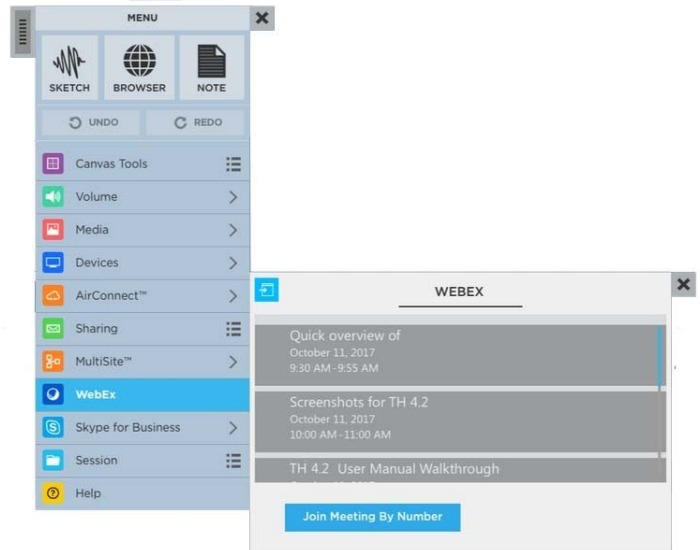 MENU
SKETCH
BROWSER
NOTE
UNDO
REDO
Canvas Tools
Volume
Media
Devices
AirConnect™
Sharing
MultiSite™
WebEx
Skype for Business
Session
Help
WEBEX
Quick overview of
October 11, 2017
9:30 AM-9:55 AM
Screenshots for TH 4.2
October 11, 2017
10:00 AM-11:00 AM
TH 4.2 User Manual Walkthrough
Join Meeting By Number